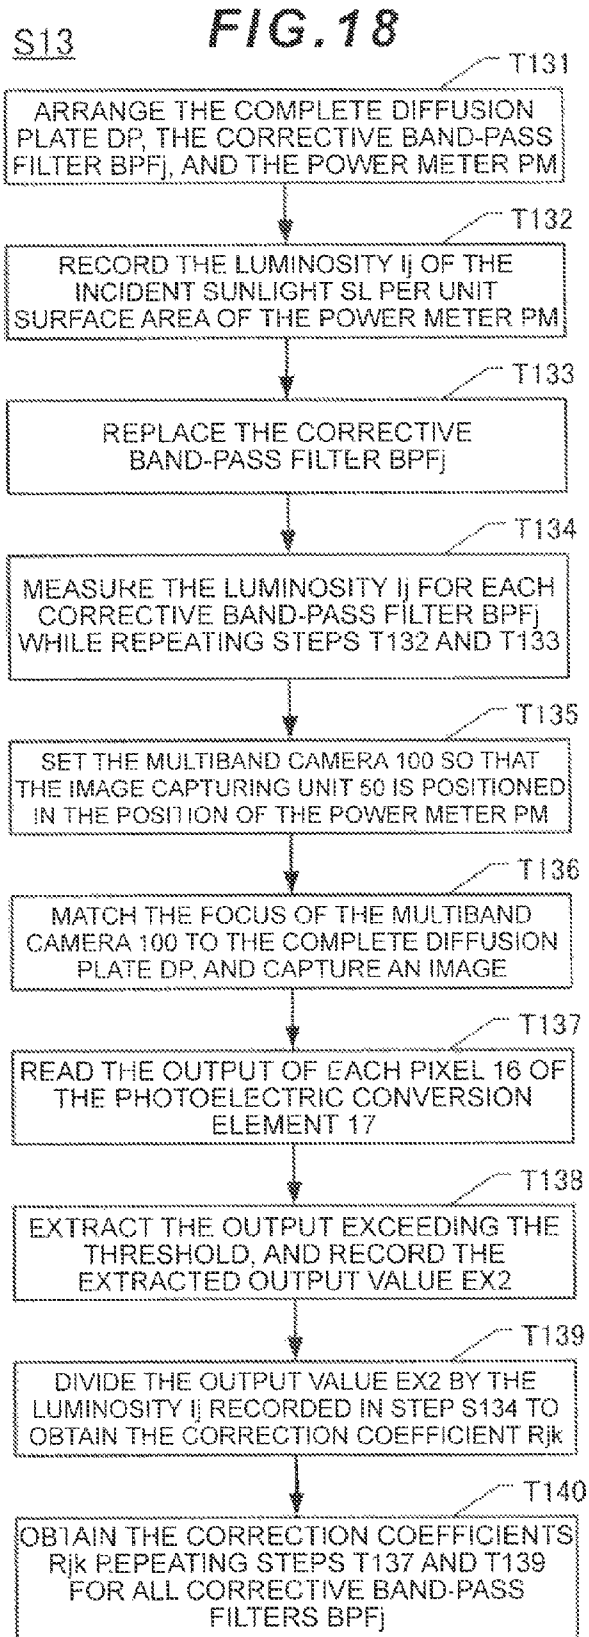 S13
FIG.18
T131
ARRANGE THE COMPLETE DIFFUSION
PLATE DP, THE CORRECTIVE BAND-PASS
FILTER BPFj, AND THE POWER METER PM
T132
RECORD THE LUMINOSITY Ij OF THE
INCIDENT SUNLIGHT SL PER UNIT
SURFACE AREA OF THE POWER METER PM
T133
REPLACE THE CORRECTIVE
BAND-PASS FILTER BPFj
T134
MEASURE THE LUMINOSITY Ij FOR EACH
CORRECTIVE BAND-PASS FILTER BPFj
WHILE REPEATING STEPS T132 AND T133
T135
SET THE MULTIBAND CAMERA 100 SO THAT
THE IMAGE CAPTURING UNIT 50 IS POSITIONED
IN THE POSITION OF THE POWER METER PM
T136
MATCH THE FOCUS OF THE MULTIBAND
CAMERA 100 TO THE COMPLETE DIFFUSION
PLATE DP, AND CAPTURE AN IMAGE
T137
READ THE OUTPUT OF EACH PIXEL 16 OF
THE PHOTOELECTRIC CONVERSION
ELEMENT 17
T138
EXTRACT THE OUTPUT EXCEEDING THE
THRESHOLD, AND RECORD THE
EXTRACTED OUTPUT VALUE EX2
T139
DIVIDE THE OUTPUT VALUE EX2 BY THE
LUMINOSITY Ij RECORDED IN STEP S134 TO
OBTAIN THE CORRECTION COEFFICIENT Rjk
T140
OBTAIN THE CORRECTION COEFFICIENTS
Rjk REPEATING STEPS T137 AND T139
FOR ALL CORRECTIVE BAND-PASS
FILTERS BPFj